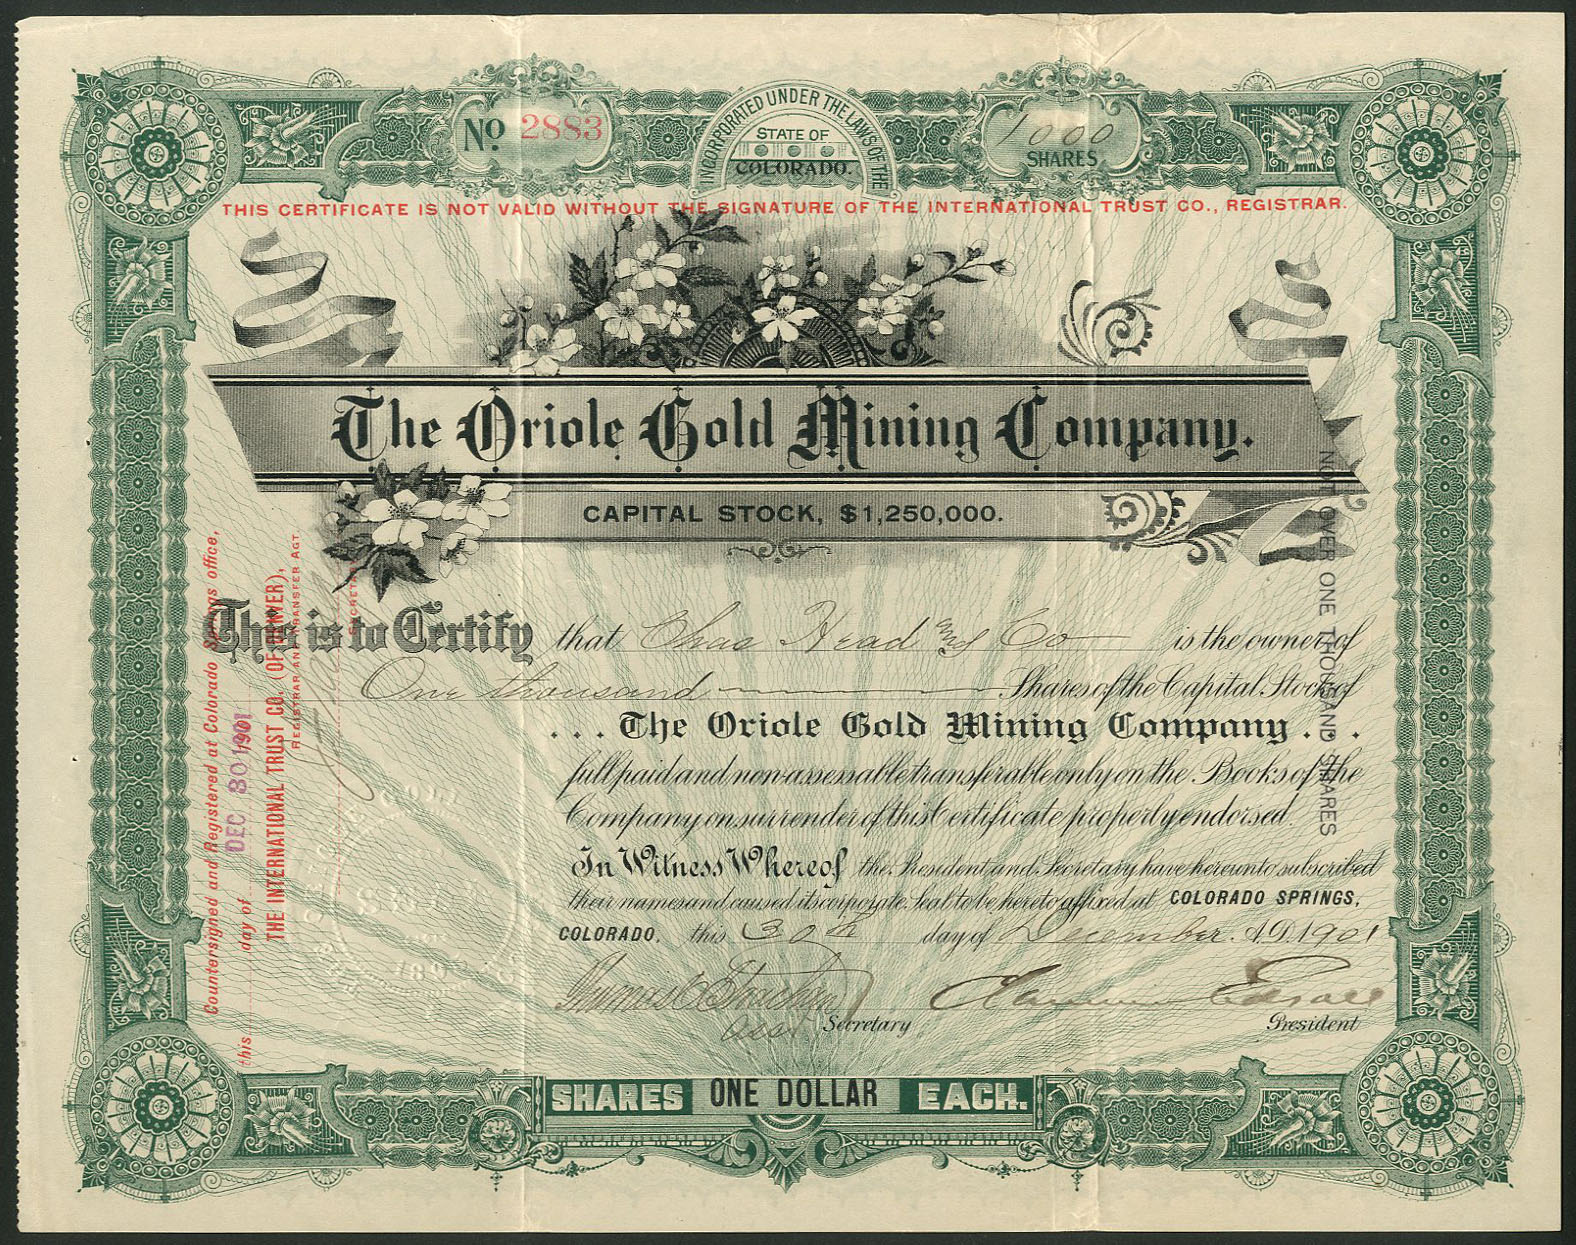 No. 2883
INCORPORATED UNDER THE LAWS OF THE
STATE OF
COLORADO.
1000
SHARES
THIS CERTIFICATE IS NOT VALID WITHOUT THE SIGNATURE OF THE INTERNATIONAL TRUST CO., REGISTRAR.
The Oriole Gold Mining Company.
CAPITAL STOCK, $1,250,000.
This is to Certify that Chas Head and Co is the owner of
One thousand Shares of the Capital Stock of
... The Oriole Gold Mining Company ...
full paid and non-assessable transferable only on the Books of the
Company on surrender of this Certificate properly endorsed.
In Witness Whereof the President and Secretary have hereunto subscribed
their names and caused its corporate Seal to be hereto affixed at COLORADO SPRINGS,
COLORADO, this 30th day of December A.D. 1901
Asst Secretary
President
SHARES ONE DOLLAR EACH.
Countersigned and Registered at Colorado Springs office,
this day of DEC 30 1901 1901
THE INTERNATIONAL TRUST CO. (OF DENVER),
REGISTRAR AND TRANSFER AGT.
SECRETARY
NOT OVER ONE THOUSAND SHARES